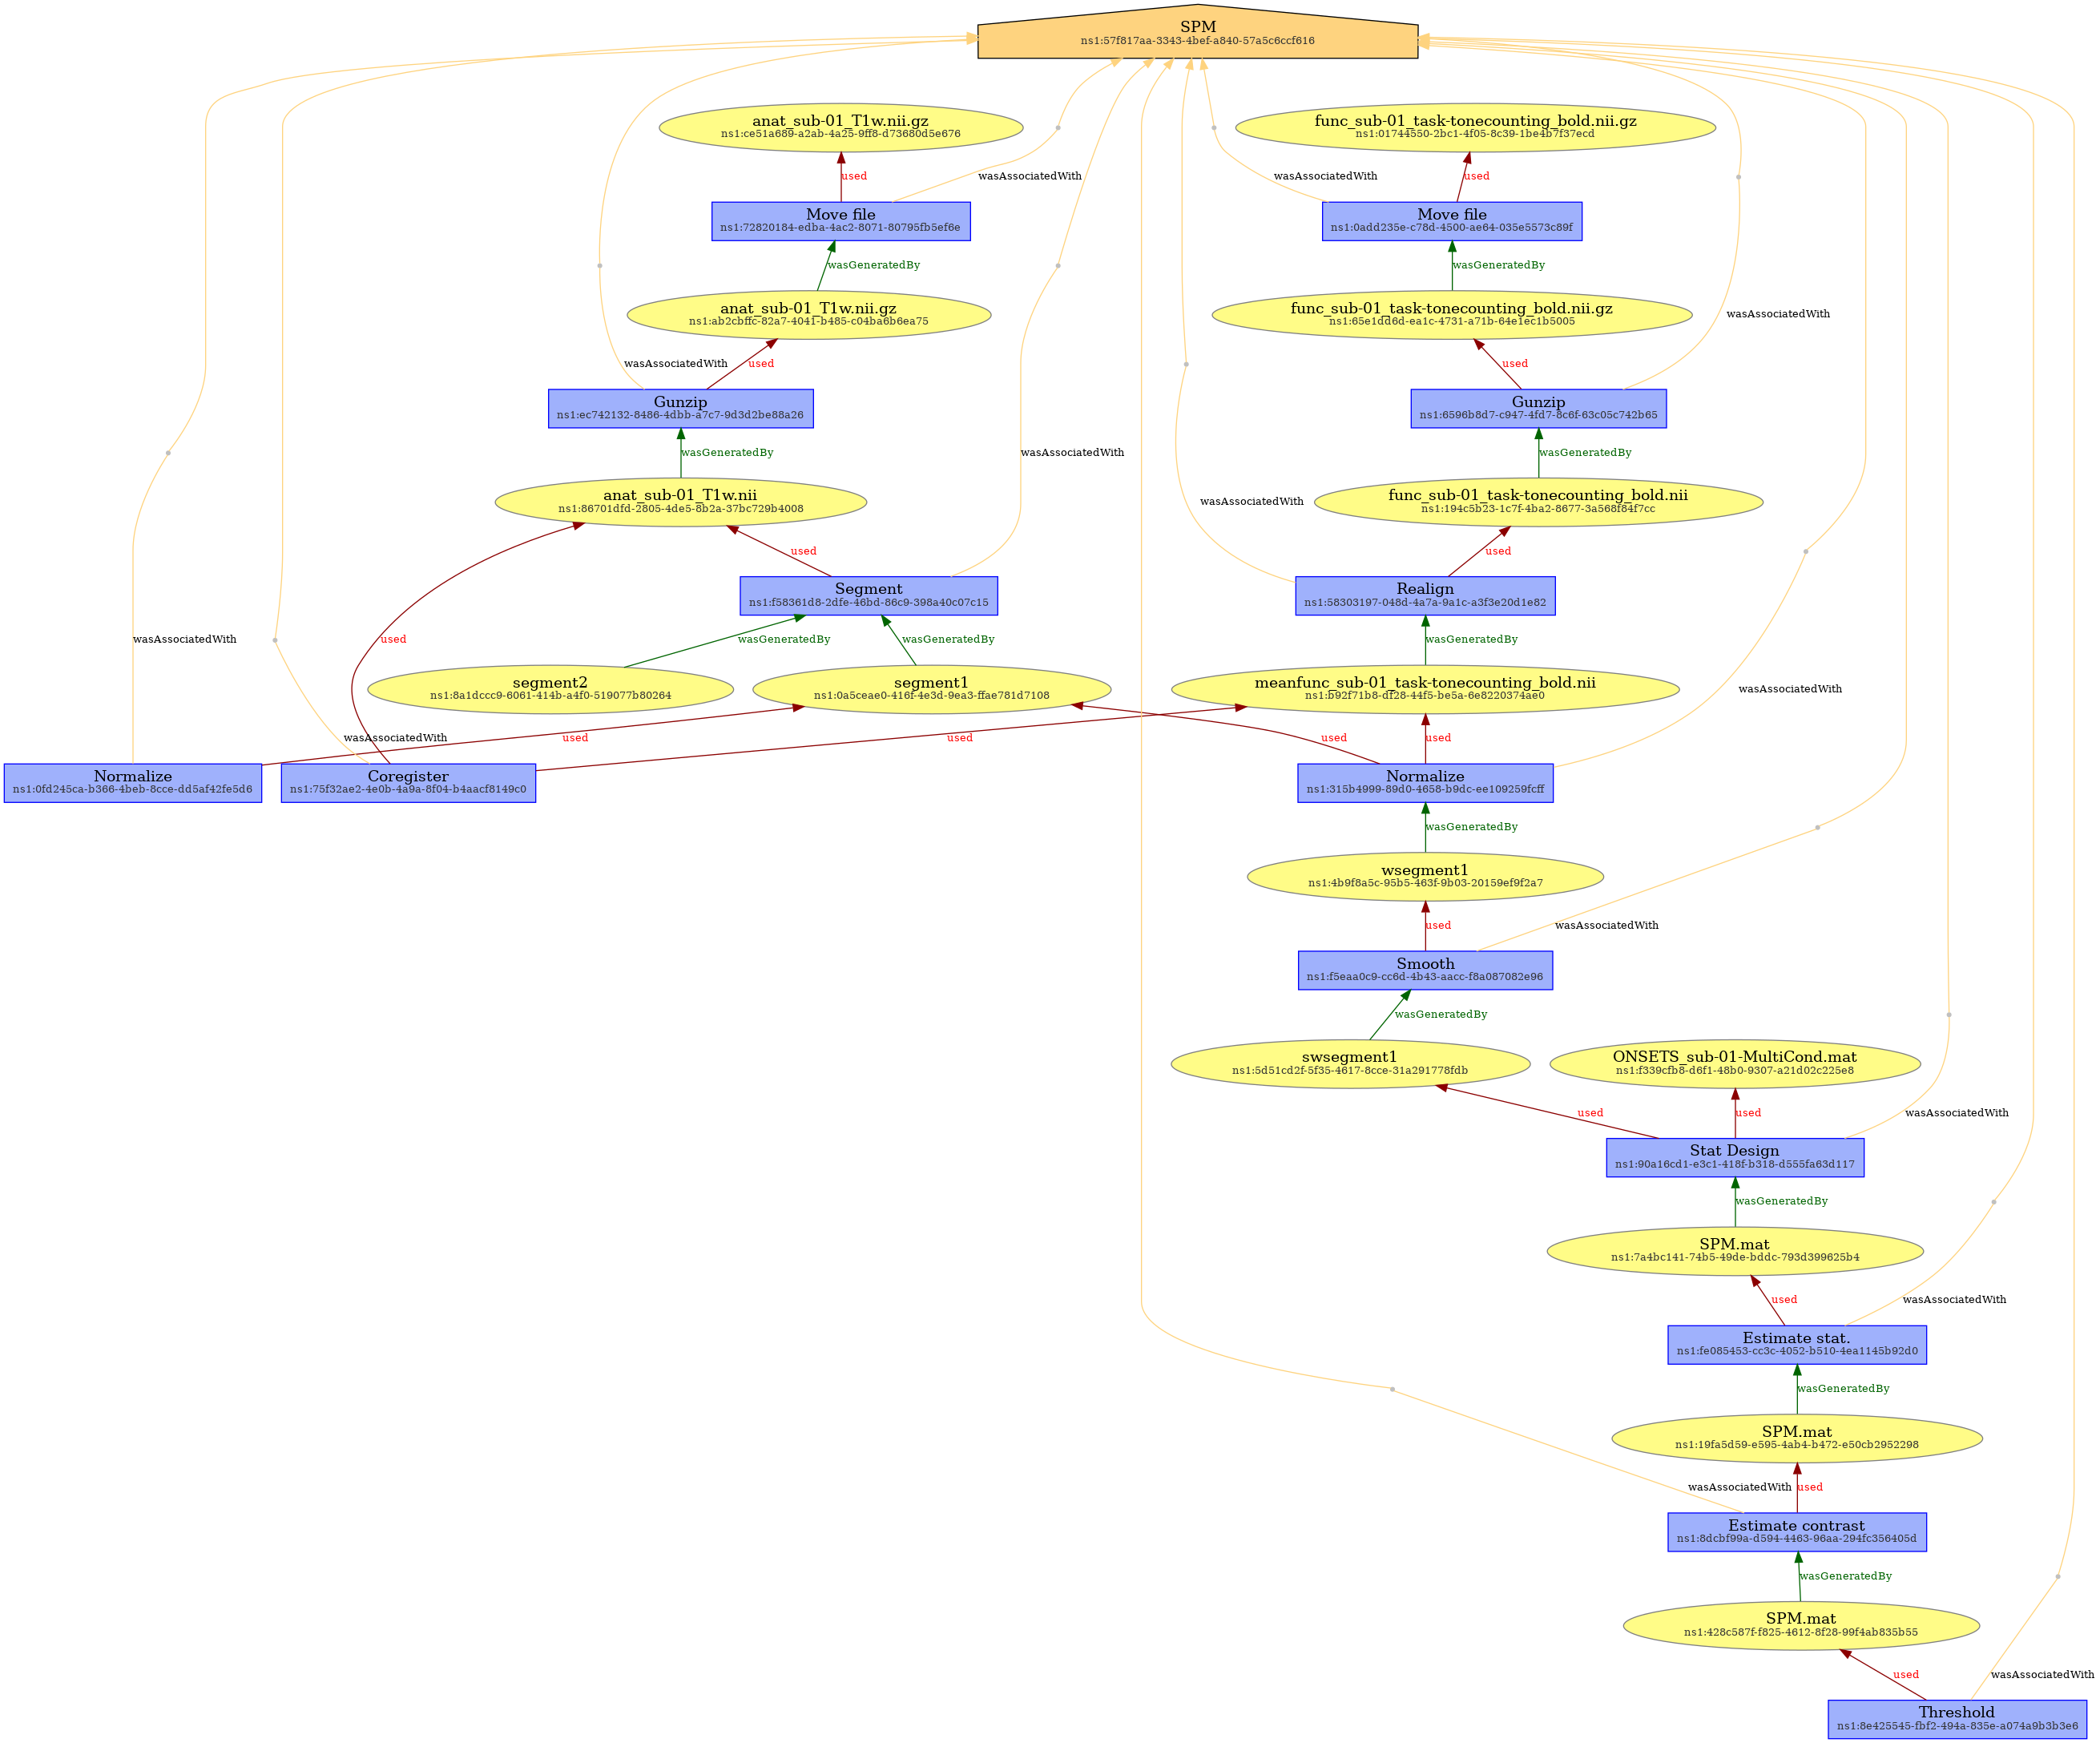 SPM
ns1:57f817aa-3343-4bef-a840-57a5c6ccf616
anat_sub-01_T1w.nii.gz
ns1:ce51a689-a2ab-4a25-9ff8-d73680d5e676
func_sub-01_task-tonecounting_bold.nii.gz
ns1:01744550-2bc1-4f05-8c39-1be4b7f37ecd
used
wasAssociatedWith
wasAssociatedWith
used
Move file
ns1:72820184-edba-4ac2-8071-80795fb5ef6e
Move file
ns1:0add235e-c78d-4500-ae64-035e5573c89f
wasGeneratedBy
wasGeneratedBy
anat_sub-01_T1w.nii.gz
ns1:ab2cbffc-82a7-4041-b485-c04ba6b6ea75
func_sub-01_task-tonecounting_bold.nii.gz
ns1:65e1dd6d-ea1c-4731-a71b-64e1ec1b5005
wasAssociatedWith
wasAssociatedWith
used
used
Gunzip
ns1:ec742132-8486-4dbb-a7c7-9d3d2be88a26
Gunzip
ns1:6596b8d7-c947-4fd7-8c6f-63c05c742b65
wasGeneratedBy
wasAssociatedWith
wasGeneratedBy
anat_sub-01_T1w.nii
ns1:86701dfd-2805-4de5-8b2a-37bc729b4008
wasAssociatedWith
func_sub-01_task-tonecounting_bold.nii
ns1:194c5b23-1c7f-4ba2-8677-3a568f84f7cc
used
used
Segment
ns1:f58361d8-2dfe-46bd-86c9-398a40c07c15
Realign
ns1:58303197-048d-4a7a-9a1c-a3f3e20d1e82
wasAssociatedWith
used
wasGeneratedBy
wasGeneratedBy
wasGeneratedBy
segment2
ns1:8a1dccc9-6061-414b-a4f0-519077b80264
segment1
ns1:0a5ceae0-416f-4e3d-9ea3-ffae781d7108
meanfunc_sub-01_task-tonecounting_bold.nii
ns1:b92f71b8-df28-44f5-be5a-6e8220374ae0
wasAssociatedWith
wasAssociatedWith
used
used
used
used
Normalize
ns1:0fd245ca-b366-4beb-8cce-dd5af42fe5d6
Coregister
ns1:75f32ae2-4e0b-4a9a-8f04-b4aacf8149c0
Normalize
ns1:315b4999-89d0-4658-b9dc-ee109259fcff
wasGeneratedBy
wsegment1
ns1:4b9f8a5c-95b5-463f-9b03-20159ef9f2a7
used
wasAssociatedWith
Smooth
ns1:f5eaa0c9-cc6d-4b43-aacc-f8a087082e96
wasGeneratedBy
swsegment1
ns1:5d51cd2f-5f35-4617-8cce-31a291778fdb
ONSETS_sub-01-MultiCond.mat
ns1:f339cfb8-d6f1-48b0-9307-a21d02c225e8
used
used
wasAssociatedWith
Stat Design
ns1:90a16cd1-e3c1-418f-b318-d555fa63d117
wasGeneratedBy
SPM.mat
ns1:7a4bc141-74b5-49de-bddc-793d399625b4
used
wasAssociatedWith
Estimate stat.
ns1:fe085453-cc3c-4052-b510-4ea1145b92d0
wasGeneratedBy
SPM.mat
ns1:19fa5d59-e595-4ab4-b472-e50cb2952298
wasAssociatedWith
used
Estimate contrast
ns1:8dcbf99a-d594-4463-96aa-294fc356405d
wasGeneratedBy
SPM.mat
ns1:428c587f-f825-4612-8f28-99f4ab835b55
used
wasAssociatedWith
Threshold
ns1:8e425545-fbf2-494a-835e-a074a9b3b3e6